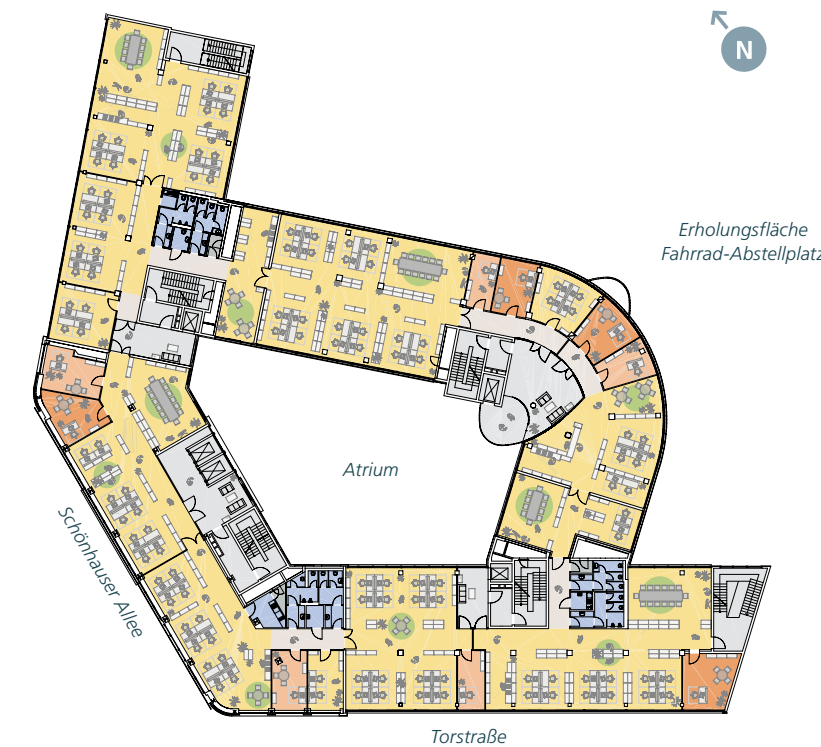 N
Erholungsfläche
Fahrrad-Abstellplatz
Atrium
Schönhauser Allee
Torstraße